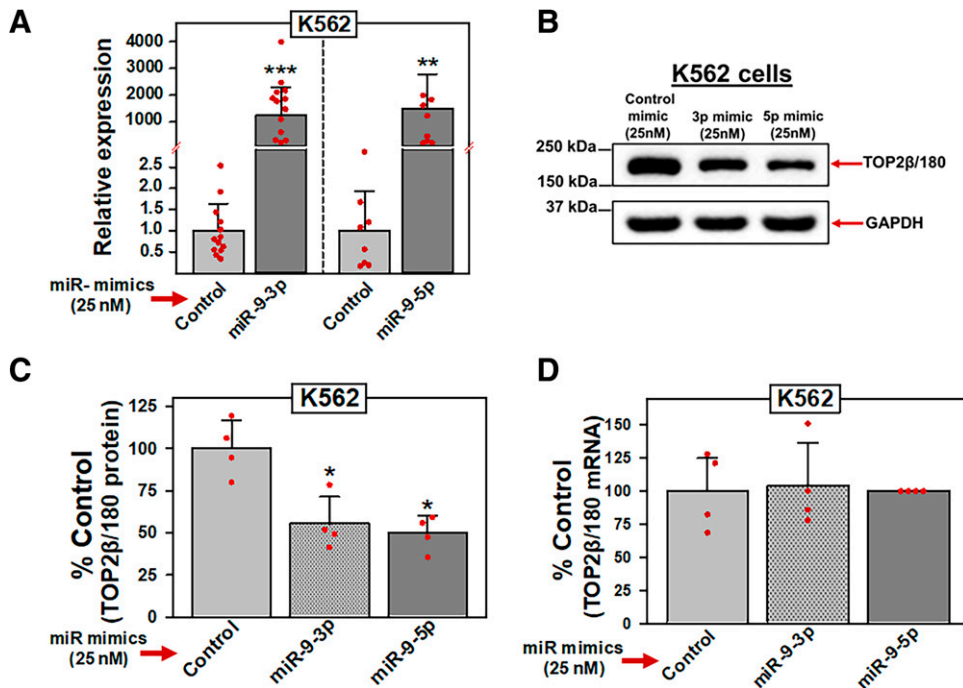 A
K562
Relative expression
4000
3000
2000
1000
2.5
2.0
1.5
1.0
0.5
***
**
miR- mimics
(25 nM)
Control
miR-9-3p
Control
miR-9-5p
B
K562 cells
Control
mimic
(25nM)
3p mimic
(25nM)
5p mimic
(25nM)
250 kDa
150 kDa
TOP2β/180
37 kDa
GAPDH
C
K562
% Control
(TOP2β/180 protein)
125
100
75
50
25
0
*
*
miR mimics
(25 nM)
Control
miR-9-3p
miR-9-5p
D
K562
% Control
(TOP2β/180 mRNA)
150
125
100
75
50
25
0
miR mimics
(25 nM)
Control
miR-9-3p
miR-9-5p